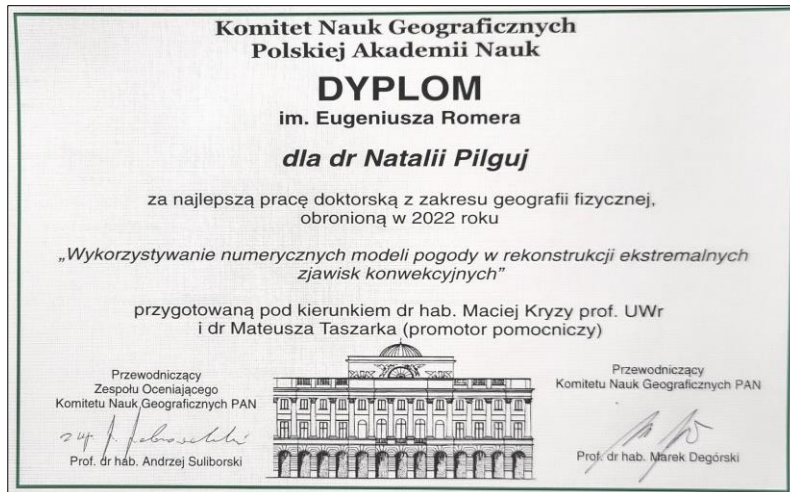 Komitet Nauk Geograficznych
Polskiej Akademii Nauk
DYPLOM
im. Eugeniusza Romera
dla dr Natalii Pilguj
za najlepszą pracę doktorską z zakresu geografii fizycznej,
obronioną w 2022 roku
„Wykorzystywanie numerycznych modeli pogody w rekonstrukcji ekstremalnych
zjawisk konwekcyjnych”
przygotowaną pod kierunkiem dr hab. Maciej Kryzy prof. UWr
i dr Mateusza Taszarka (promotor pomocniczy)
Przewodniczący
Zespołu Oceniającego
Komitetu Nauk Geograficznych PAN
Prof. dr hab. Andrzej Suliborski
Przewodniczący
Komitetu Nauk Geograficznych PAN
Prof. dr hab. Marek Degórski